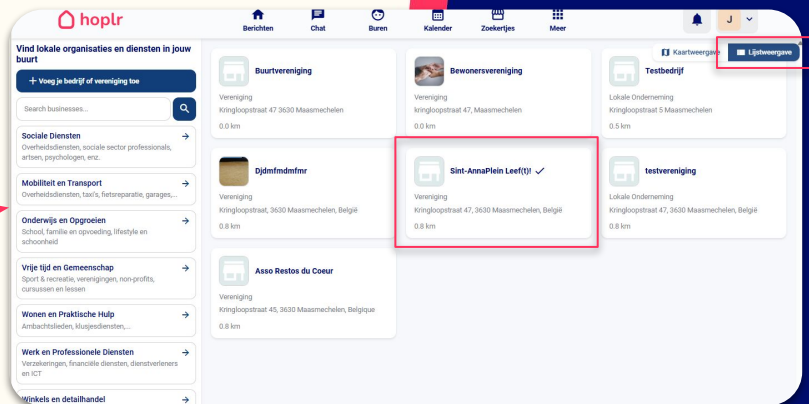 hoplr
Berichten
Chat
Buren
Kalender
Zoekertjes
Meer
J
Vind lokale organisaties en diensten in jouw
buurt
+ Voeg je bedrijf of vereniging toe
Search businesses...
Sociale Diensten
Overheidsdiensten, sociale sector professionals,
artsen, psychologen, enz.
Mobiliteit en Transport
Overheidsdiensten, taxi's, fietsreparatie, garages,...
Onderwijs en Opgroeien
School, familie en opvoeding, lifestyle en
schoonheid
Vrije tijd en Gemeenschap
Sport & recreatie, verenigingen, non-profits,
cursussen en lessen
Wonen en Praktische Hulp
Ambachtslieden, klusjesdiensten,...
Werk en Professionele Diensten
Verzekeringen, financiële diensten, dienstverleners
en ICT
Winkels en detailhandel
Kaartweergave
Lijstweergave
Buurtvereniging
Vereniging
Kringloopstraat 47 3630 Maasmechelen
0.0 km
Bewonersvereniging
Vereniging
kringloopstraat 47, Maasmechelen
0.0 km
Testbedrijf
Lokale Onderneming
Kringloopstraat 5 Maasmechelen
0.5 km
Djdmfmdmfmr
Vereniging
Kringloopstraat, 3630 Maasmechelen, België
0.8 km
Sint-AnnaPlein Leef(t)!
Vereniging
Kringloopstraat 47, 3630 Maasmechelen, België
0.8 km
testvereniging
Lokale Onderneming
Kringloopstraat 47, 3630 Maasmechelen, België
0.8 km
Asso Restos du Coeur
Vereniging
Kringloopstraat 45, 3630 Maasmechelen, Belgique
0.8 km